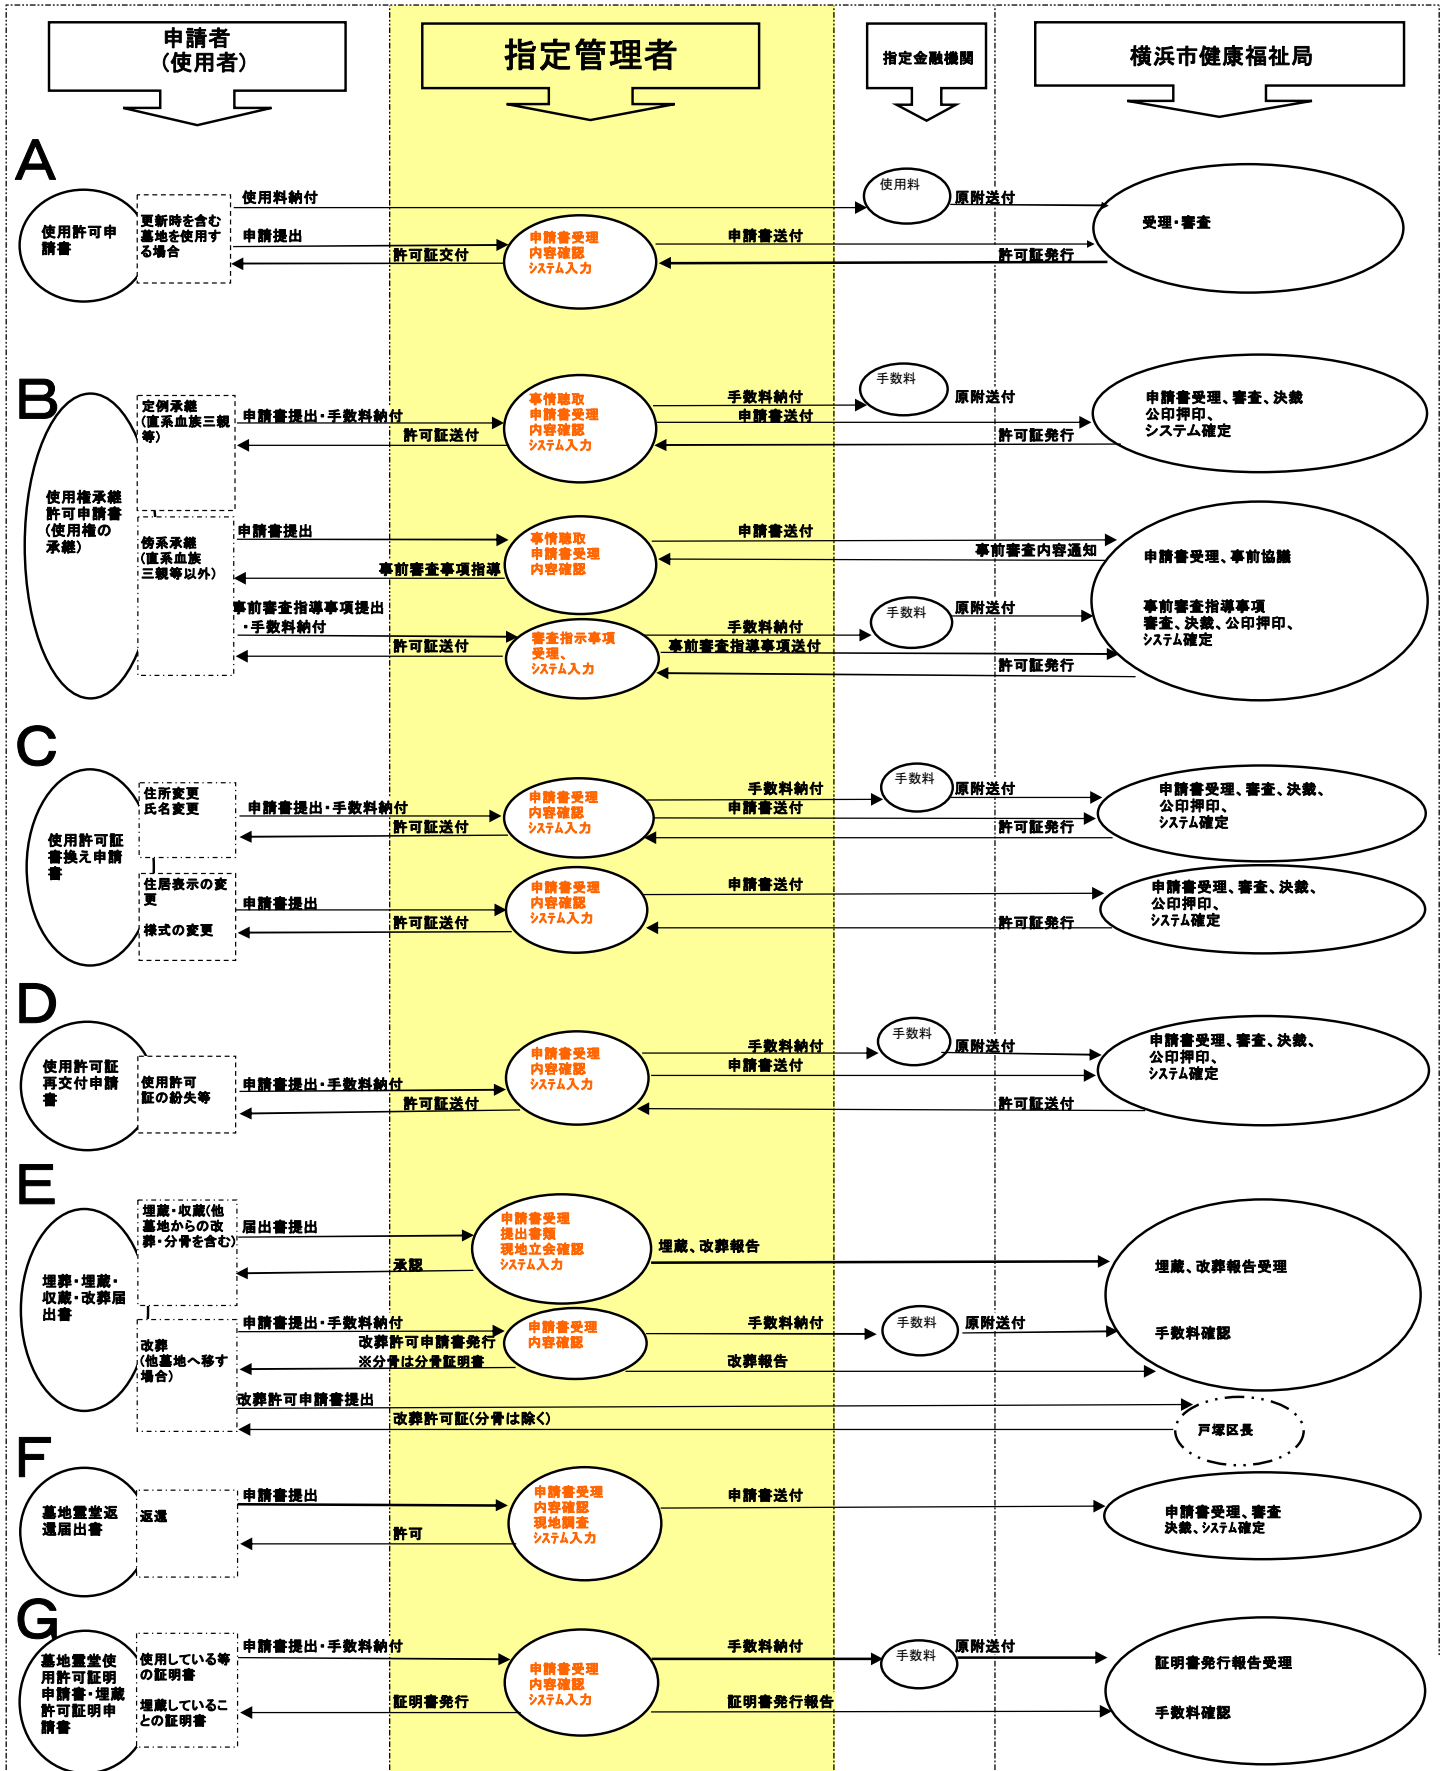 申請者
(使用者)
指定管理者
指定金融機関
横浜市健康福祉局
A
使用許可申
請書
更新時を含む
墓地を使用す
る場合
使用料納付
申請提出
許可証交付
申請書受理
内容確認
システム入力
申請書送付
許可証発行
使用料
原附送付
受理・審査
B
使用権承継
許可申請書
(使用権の
承継)
定例承継
(直系血族三親
等)
申請書提出・手数料納付
許可証送付
事情聴取
申請書受理
内容確認
システム入力
手数料納付
申請書送付
手数料
原附送付
許可証発行
申請書受理、審査、決裁
公印押印、
システム確定
傍系承継
(直系血族
三親等以外)
申請書提出
事前審査事項指導
事情聴取
申請書受理
内容確認
申請書送付
事前審査内容通知
申請書受理、事前協議
事前審査指導事項提出
・手数料納付
許可証送付
審査指示事項
受理、
システム入力
手数料納付
事前審査指導事項送付
手数料
原附送付
許可証発行
事前審査指導事項
審査、決裁、公印押印、
システム確定
C
使用許可証
書換え申請
書
住所変更
氏名変更
申請書提出・手数料納付
許可証送付
申請書受理
内容確認
システム入力
手数料納付
申請書送付
手数料
原附送付
許可証発行
申請書受理、審査、決裁、
公印押印、
システム確定
住居表示の変
更
様式の変更
申請書提出
許可証送付
申請書受理
内容確認
システム入力
申請書送付
許可証発行
申請書受理、審査、決裁、
公印押印、
システム確定
D
使用許可証
再交付申請
書
使用許可
証の紛失等
申請書提出・手数料納付
許可証送付
申請書受理
内容確認
システム入力
手数料納付
申請書送付
手数料
原附送付
許可証送付
申請書受理、審査、決裁、
公印押印、
システム確定
E
埋葬・埋蔵・
収蔵・改葬届
出書
埋蔵・収蔵(他
墓地からの改
葬・分骨を含む)
届出書提出
承認
申請書受理
提出書類
現地立会確認
システム入力
埋蔵、改葬報告
埋蔵、改葬報告受理
改葬
(他墓地へ移す
場合)
申請書提出・手数料納付
改葬許可申請書発行
※分骨は分骨証明書
申請書受理
内容確認
手数料納付
改葬報告
手数料
原附送付
手数料確認
改葬許可申請書提出
改葬許可証(分骨は除く)
戸塚区長
F
墓地霊堂返
還届出書
返還
申請書提出
許可
申請書受理
内容確認
現地調査
システム入力
申請書送付
申請書受理、審査
決裁、システム確定
G
墓地霊堂使
用許可証明
申請書・埋蔵
許可証明申
請書
使用している等
の証明書
埋蔵しているこ
との証明書
申請書提出・手数料納付
証明書発行
申請書受理
内容確認
システム入力
手数料納付
証明書発行報告
手数料
原附送付
証明書発行報告受理
手数料確認